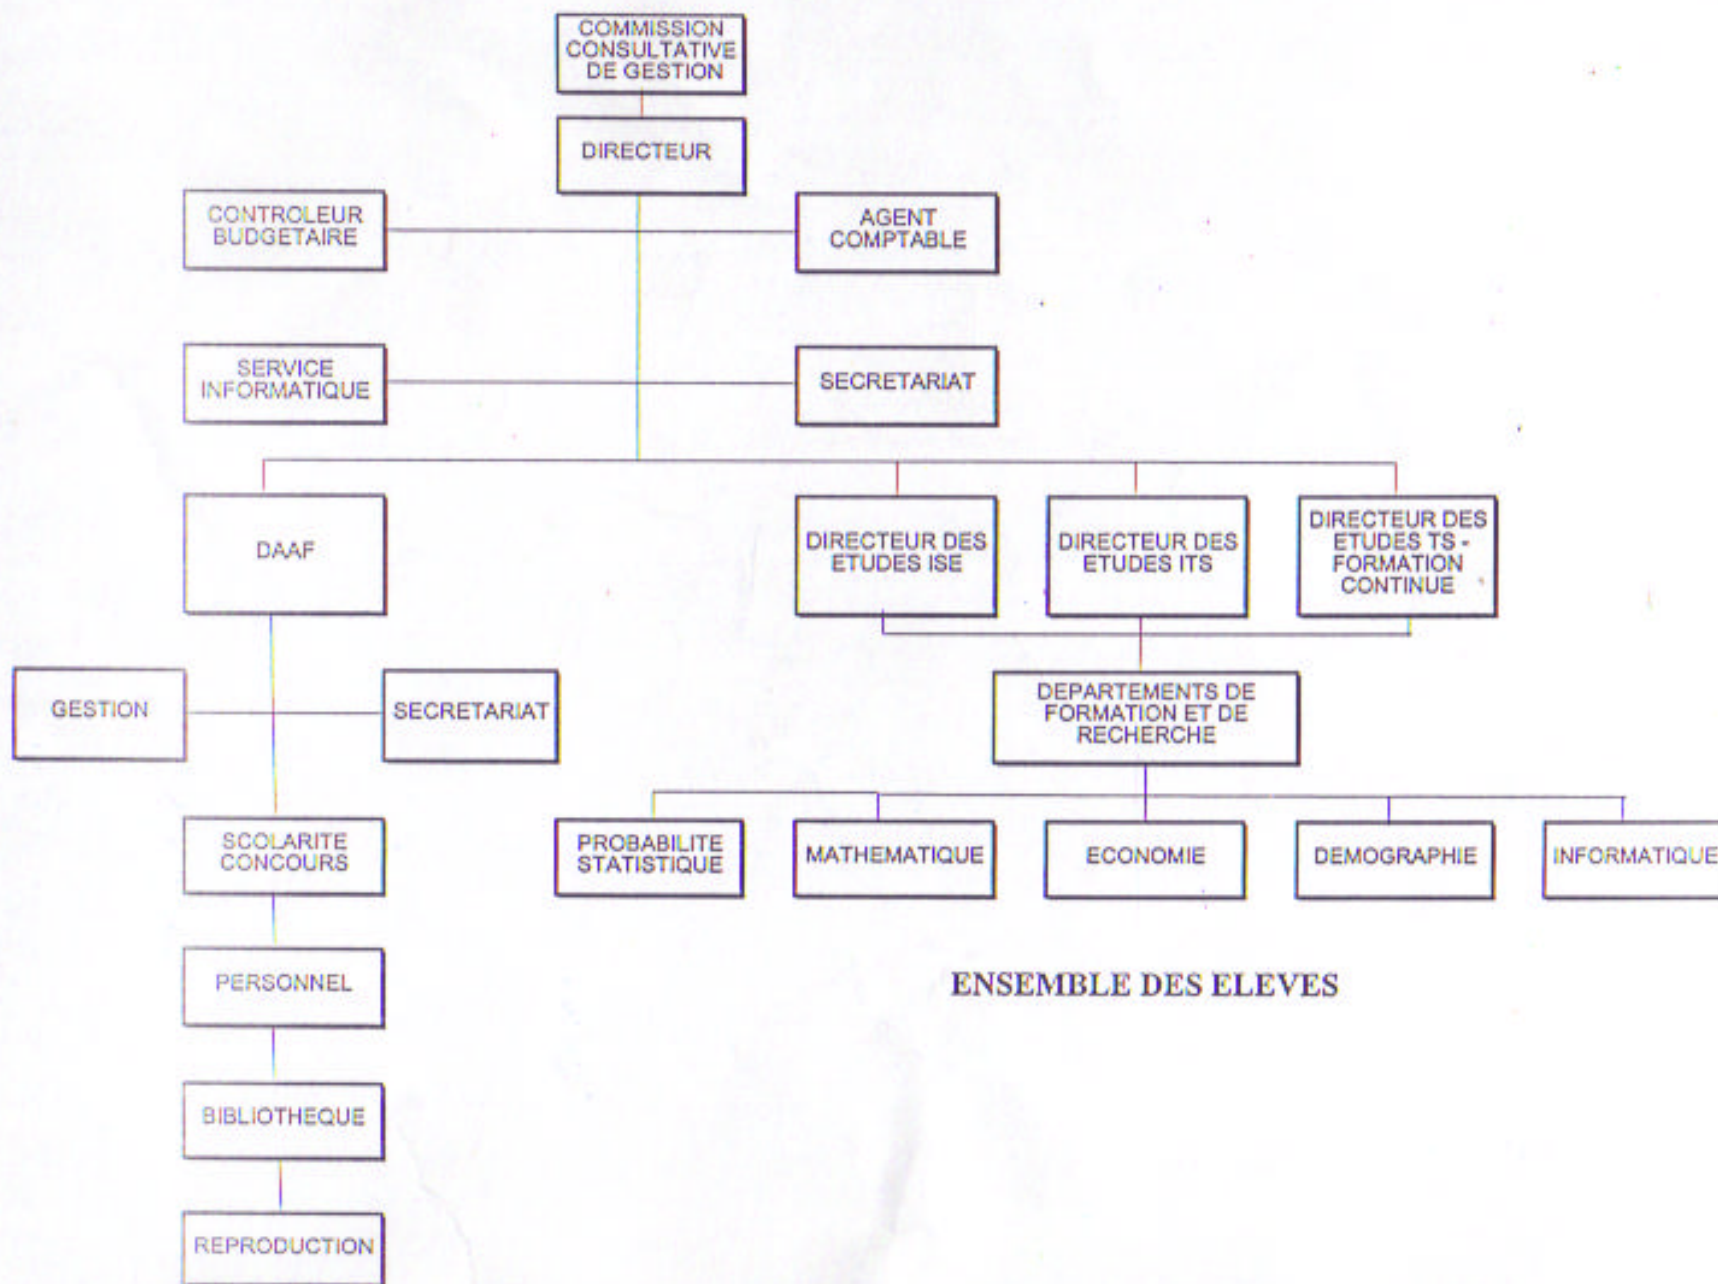 COMMISSION
CONSULTATIVE
DE GESTION
DIRECTEUR
CONTROLEUR
BUDGETAIRE
AGENT
COMPTABLE
SERVICE
INFORMATIQUE
SECRETARIAT
DAAF
DIRECTEUR DES
ETUDES ISE
DIRECTEUR DES
ETUDES ITS
DIRECTEUR DES
ETUDES TS -
FORMATION
CONTINUE
GESTION
SECRETARIAT
DEPARTEMENTS DE
FORMATION ET DE
RECHERCHE
SCOLARITE
CONCOURS
PROBABILITE
STATISTIQUE
MATHEMATIQUE
ECONOMIE
DEMOGRAPHIE
INFORMATIQUE
PERSONNEL
ENSEMBLE DES ELEVES
BIBLIOTHEQUE
REPRODUCTION